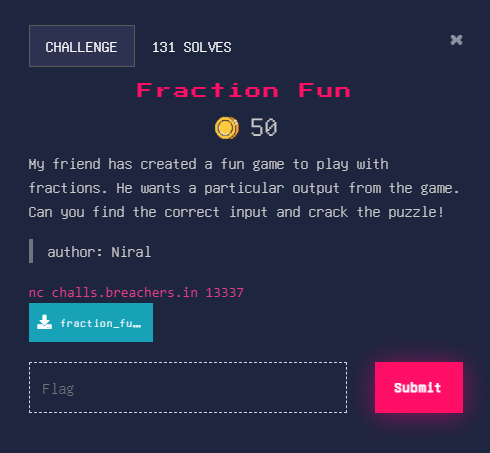 CHALLENGE 131 SOLVES ×
Fraction Fun
50
My friend has created a fun game to play with
fractions. He wants a particular output from the game.
Can you find the correct input and crack the puzzle!
author: Niral
nc challs.breachers.in 13337
fraction_fu…
Flag Submit